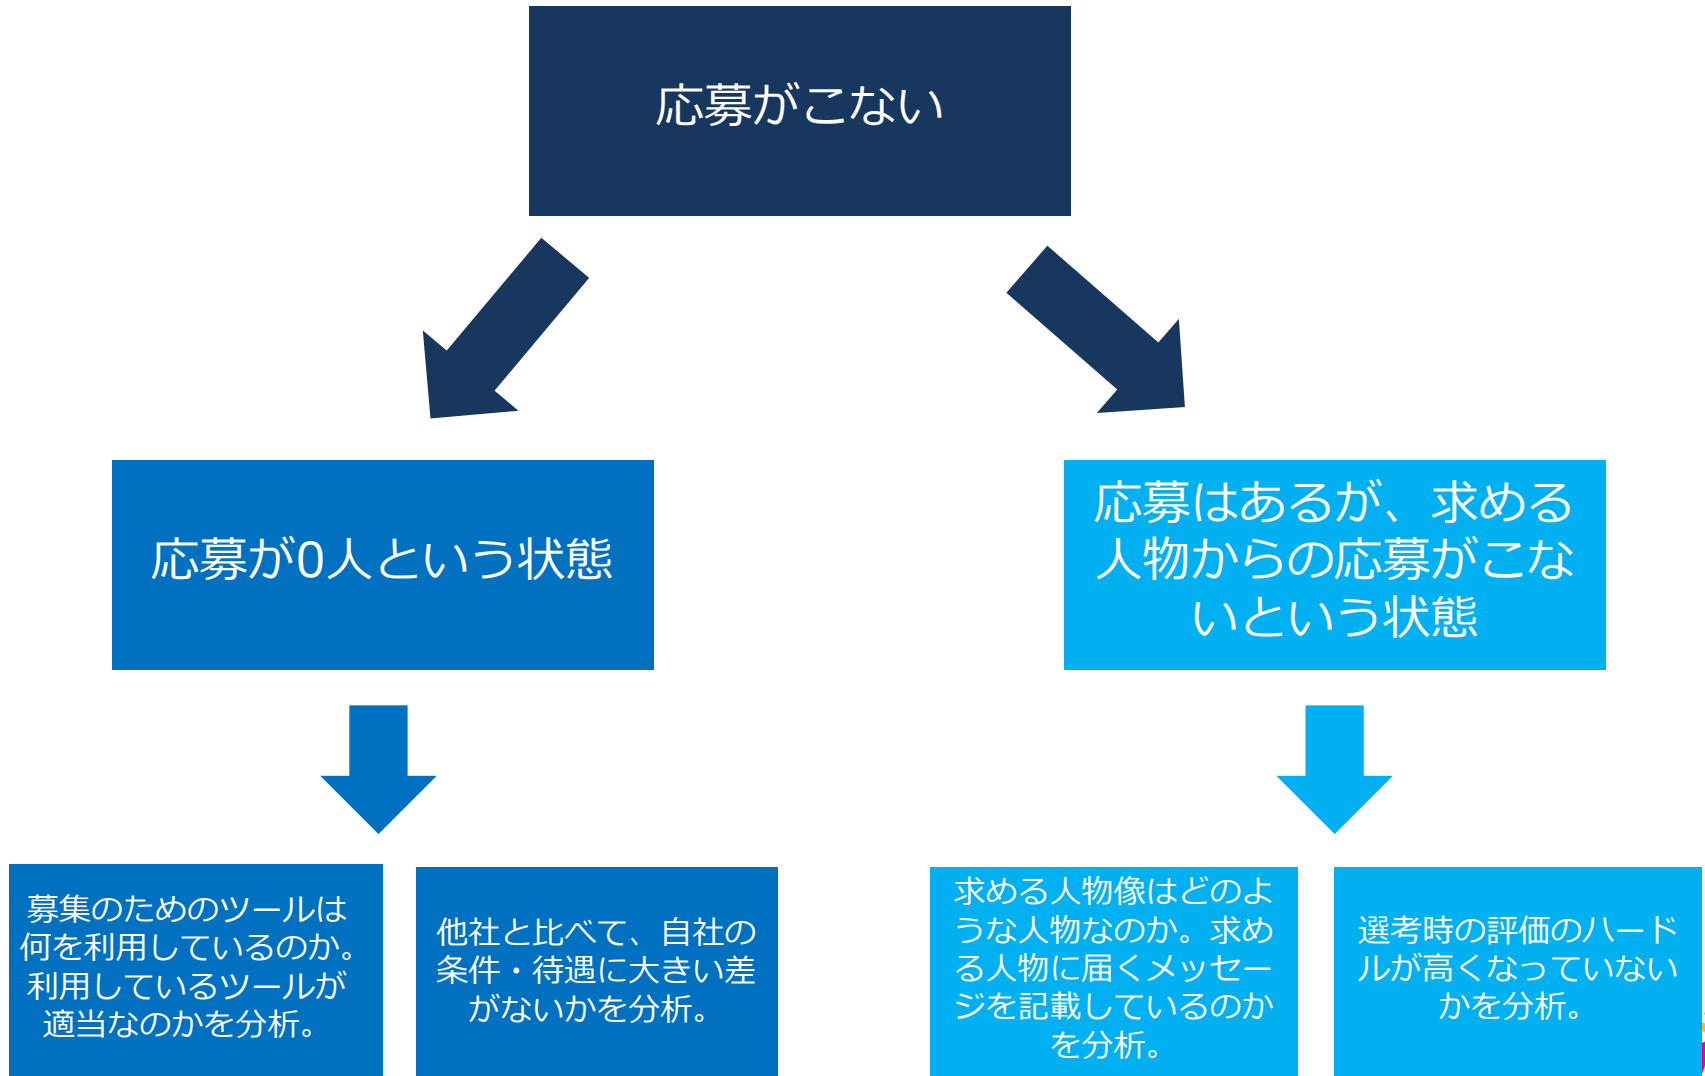 応募がこない
応募が0人という状態
応募はあるが、求める
人物からの応募がこな
いという状態
募集のためのツールは
何を利用しているのか。
利用しているツールが
適当なのかを分析。
他社と比べて、自社の
条件・待遇に大きい差
がないかを分析。
求める人物像はどのよ
うな人物なのか。求め
る人物に届くメッセー
ジを記載しているのか
を分析。
選考時の評価のハード
ルが高くなっていない
かを分析。